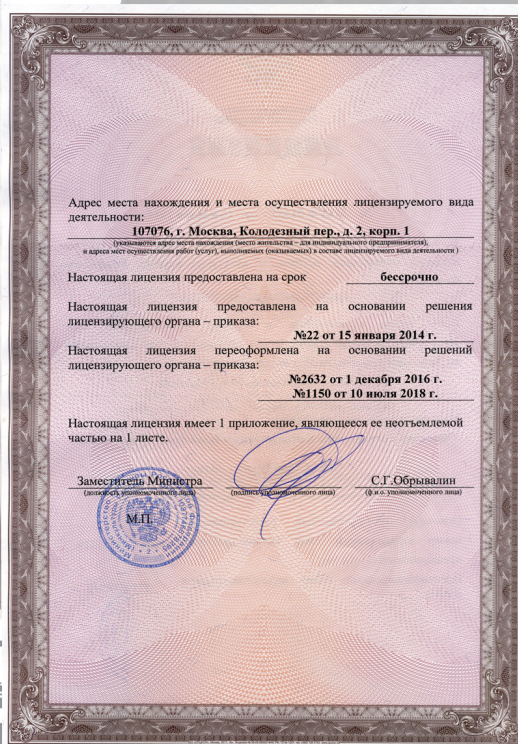 Адрес места нахождения и места осуществления лицензируемого вида
деятельности:
107076, г. Москва, Колодезный пер., д. 2, корп. 1
(указываются адрес места нахождения (место жительства – для индивидуального предпринимателя),
и адреса мест осуществления работ (услуг), выполняемых (оказываемых) в составе лицензируемого вида деятельности )
Настоящая лицензия предоставлена на срок бессрочно
Настоящая лицензия предоставлена на основании решения
лицензирующего органа – приказа:
№22 от 15 января 2014 г.
Настоящая лицензия переоформлена на основании решений
лицензирующего органа – приказа:
№2632 от 1 декабря 2016 г.
№1150 от 10 июля 2018 г.
Настоящая лицензия имеет 1 приложение, являющееся ее неотъемлемой
частью на 1 листе.
Заместитель Министра С.Г.Обрывалин
(должность уполномоченного лица) (подпись уполномоченного лица) (ф.и.о. уполномоченного лица)
М.П.